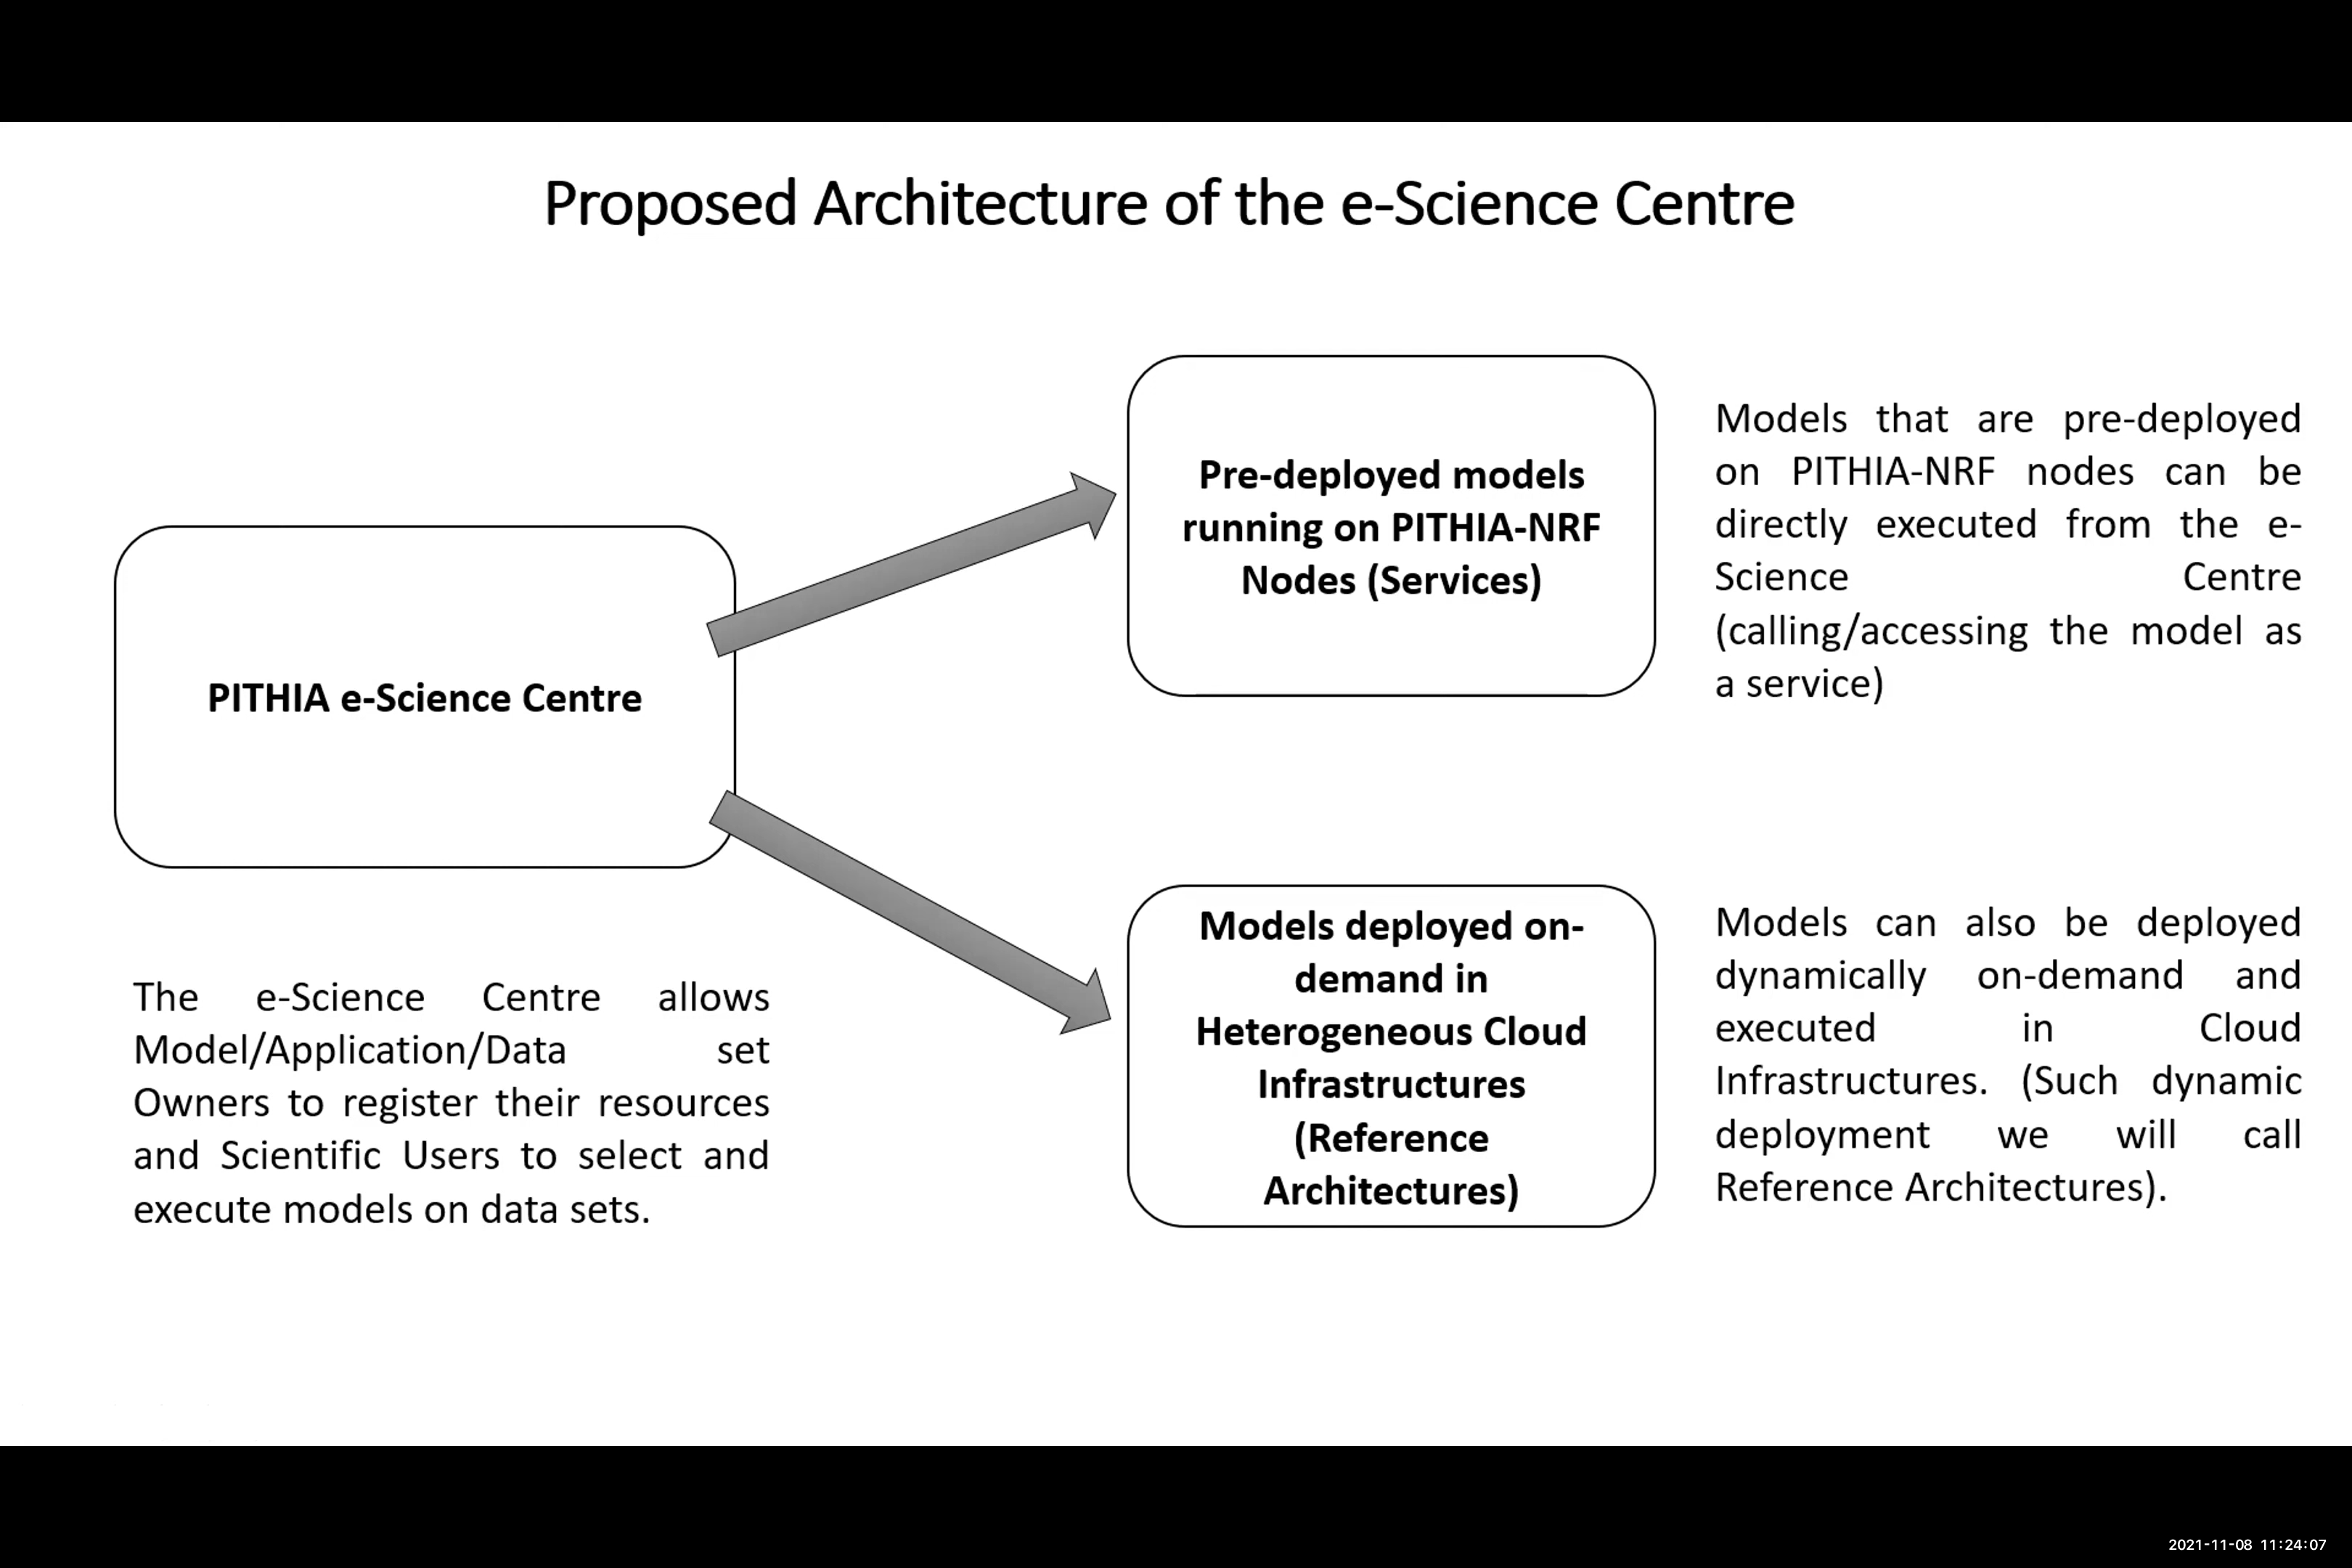 Proposed Architecture of the e-Science Centre
Pre-deployed models
running on PITHIA-NRF
Nodes (Services)
Models that are pre-deployed
on PITHIA-NRF nodes can be
directly executed from the e-
Science Centre
(calling/accessing the model as
a service)
PITHIA e-Science Centre
The e-Science Centre allows
Model/Application/Data set
Owners to register their resources
and Scientific Users to select and
execute models on data sets.
Models deployed on-
demand in
Heterogeneous Cloud
Infrastructures
(Reference
Architectures)
Models can also be deployed
dynamically on-demand and
executed in Cloud
Infrastructures. (Such dynamic
deployment we will call
Reference Architectures).
2021-11-08 11:24:07